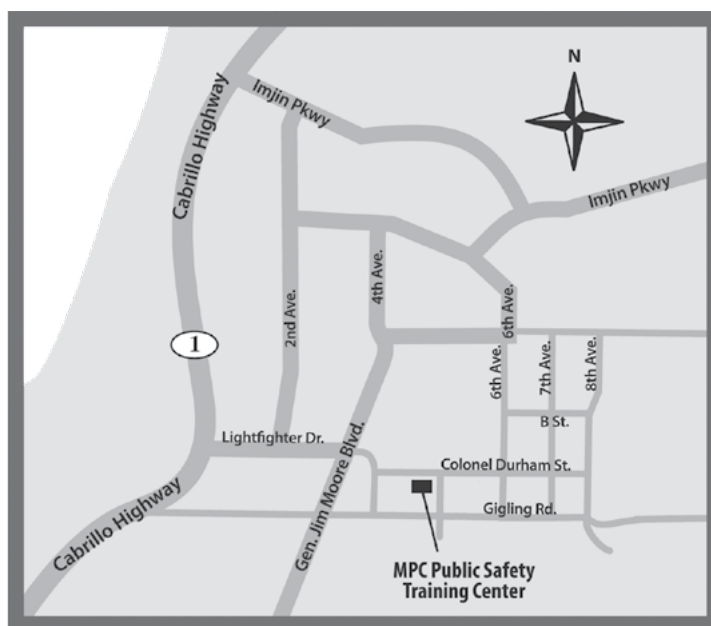 N
Imjin Pkwy
Cabrillo Highway
Imjin Pkwy
4th Ave.
2nd Ave.
6th Ave.
1
6th Ave.
7th Ave.
8th Ave.
B St.
Lightfighter Dr.
Gen. Jim Moore Blvd.
Colonel Durham St.
Gigling Rd.
Cabrillo Highway
MPC Public Safety
Training Center